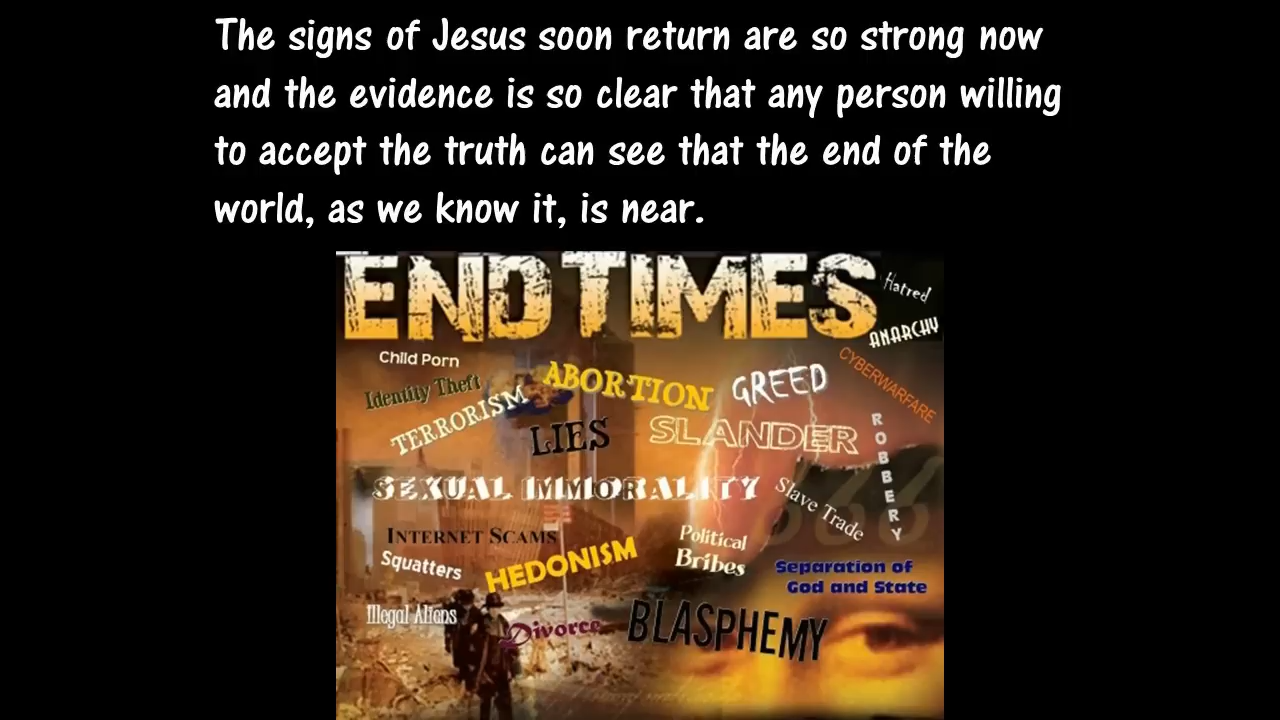 The signs of Jesus soon return are so strong now
and the evidence is so clear that any person willing
to accept the truth can see that the end of the
world, as we know it, is near.
END TIMES
Hatred
ANARCHY
Child Porn
CYBERWARFARE
Identity Theft
ABORTION
GREED
TERRORISM
LIES
SLANDER
ROBBERY
SEXUAL IMMORALITY
Slave Trade
666
INTERNET SCAMS
Political
Bribes
Squatters
HEDONISM
Separation of
God and State
Illegal Aliens
Divorce
BLASPHEMY